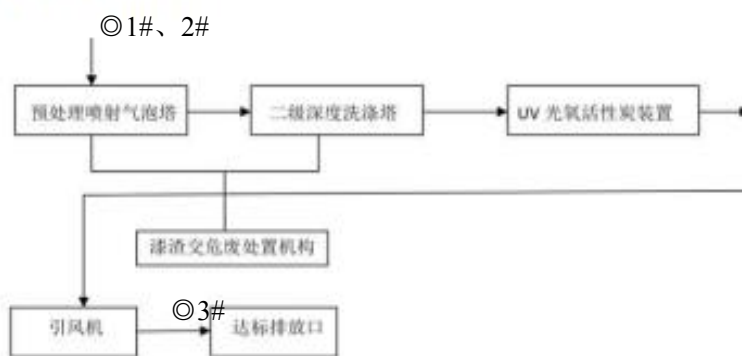 ◎1#、2#
预处理喷射气泡塔
二级深度洗涤塔
UV 光氧活性炭装置
漆渣交危废处置机构
◎3#
引风机
达标排放口